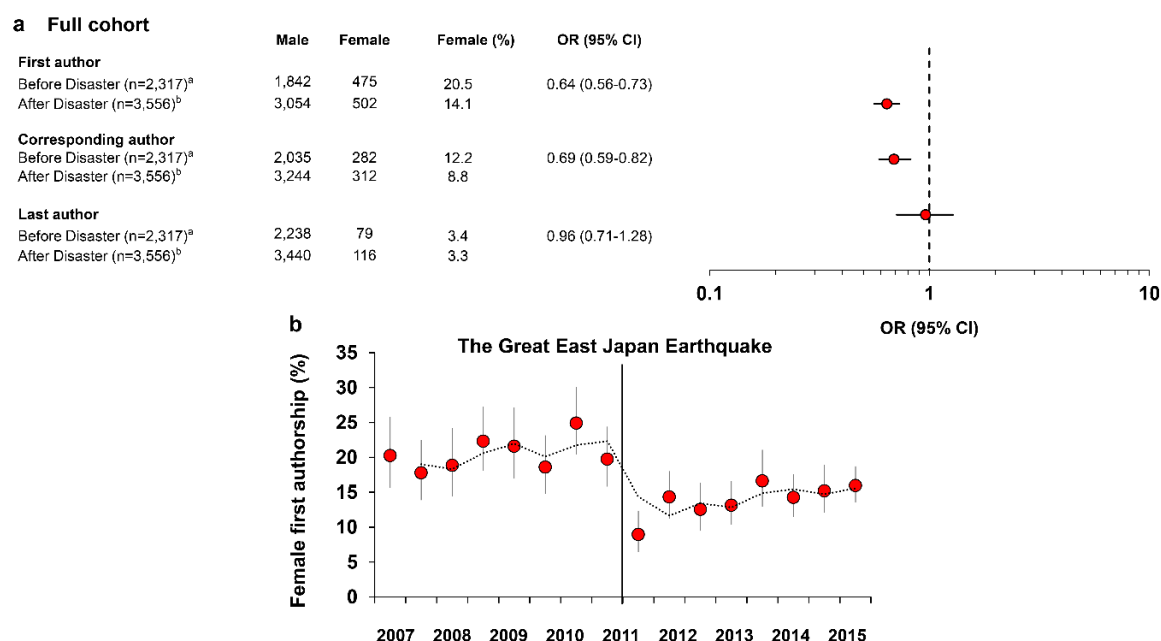 a Full cohort
Male Female Female (%) OR (95% CI)
First author
Before Disaster (n=2,317)a 1,842 475 20.5 0.64 (0.56-0.73)
After Disaster (n=3,556)b 3,054 502 14.1
Corresponding author
Before Disaster (n=2,317)a 2,035 282 12.2 0.69 (0.59-0.82)
After Disaster (n=3,556)b 3,244 312 8.8
Last author
Before Disaster (n=2,317)a 2,238 79 3.4 0.96 (0.71-1.28)
After Disaster (n=3,556)b 3,440 116 3.3
0.1 1 10
OR (95% CI)
b
The Great East Japan Earthquake
Female first authorship (%)
35
30
25
20
15
10
5
0
2007 2008 2009 2010 2011 2012 2013 2014 2015